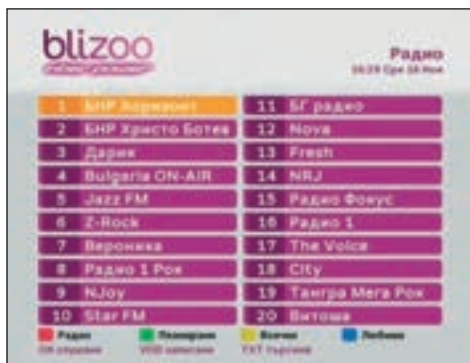 blizoo
Радио
1 БНР Хоризонт
2 БНР Христо Ботев
3 Дарик
4 Bulgaria ON-AIR
5 Jazz FM
6 Z-Rock
7 Вероника
8 Радио 1 Рок
9 NJoy
10 Star FM
11 БГ радио
12 Nova
13 Fresh
14 NRJ
15 Радио Фокус
16 Радио 1
17 The Voice
18 City
19 Тангра Мега Рок
20 Витоша
Радио
Планирани
Всички
Любими